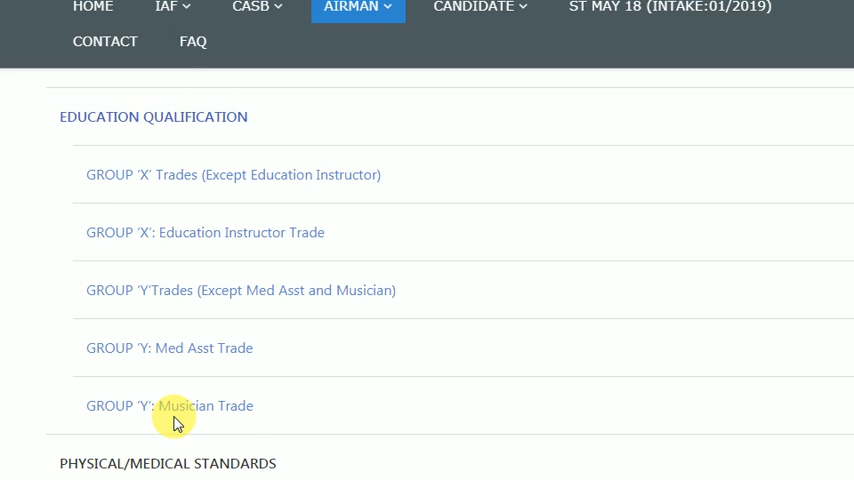 HOME IAF CASB AIRMAN CANDIDATE ST MAY 18 (INTAKE:01/2019)
CONTACT FAQ
EDUCATION QUALIFICATION
GROUP ‘X’ Trades (Except Education Instructor)
GROUP ‘X’: Education Instructor Trade
GROUP ‘Y’Trades (Except Med Asst and Musician)
GROUP ‘Y: Med Asst Trade
GROUP ‘Y’: Musician Trade
PHYSICAL/MEDICAL STANDARDS